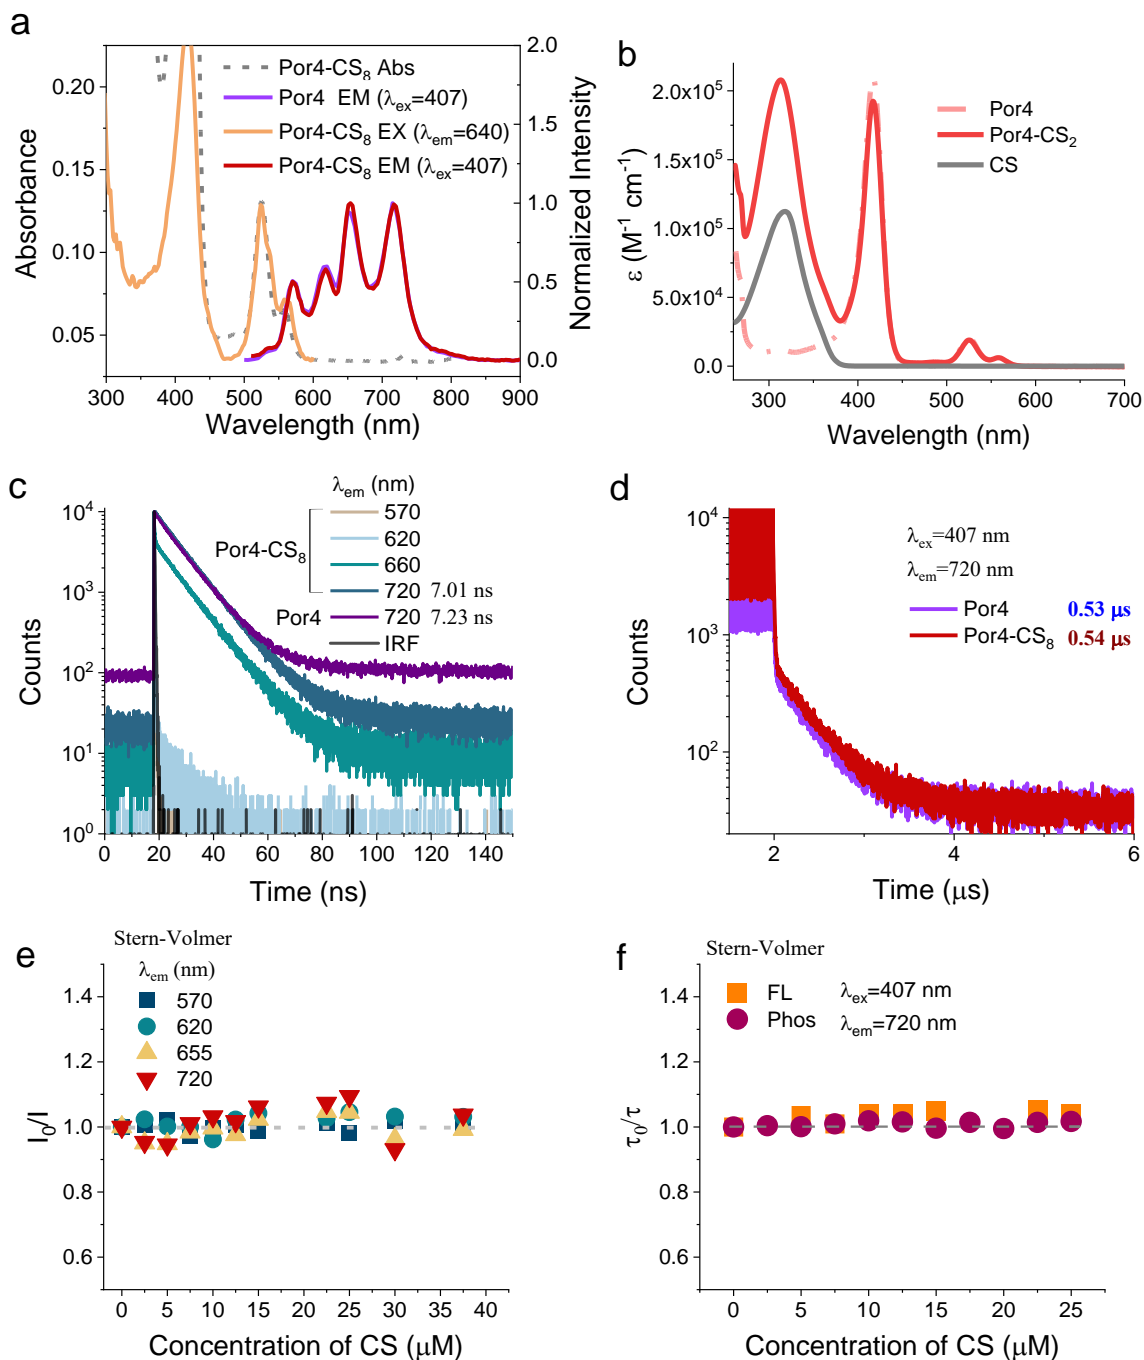 a
Por4-CS₈ Abs
Por4 EM (λex=407)
Por4-CS₈ EX (λem=640)
Por4-CS₈ EM (λex=407)
0.20
0.15
0.10
0.05
2.0
1.5
1.0
0.5
0.0
Absorbance
Normalized Intensity
300 400 500 600 700 800 900
Wavelength (nm)
b
Por4
Por4-CS₂
CS
2.0x10⁵
1.5x10⁵
1.0x10⁵
5.0x10⁴
0.0
ε (M⁻¹ cm⁻¹)
300 400 500 600 700
Wavelength (nm)
c
λem (nm)
Por4-CS₈
570
620
660
720 7.01 ns
Por4 720 7.23 ns
IRF
10⁴
10³
10²
10¹
10⁰
Counts
0 20 40 60 80 100 120 140
Time (ns)
d
λex=407 nm
λem=720 nm
Por4 0.53 μs
Por4-CS₈ 0.54 μs
10⁴
10³
10²
Counts
2 4 6
Time (μs)
e
Stern-Volmer
λem (nm)
570
620
655
720
1.4
1.2
1.0
0.8
0.6
I₀/I
0 5 10 15 20 25 30 35 40
Concentration of CS (μM)
f
Stern-Volmer
FL λex=407 nm
Phos λem=720 nm
1.4
1.2
1.0
0.8
0.6
τ₀/τ
0 5 10 15 20 25
Concentration of CS (μM)